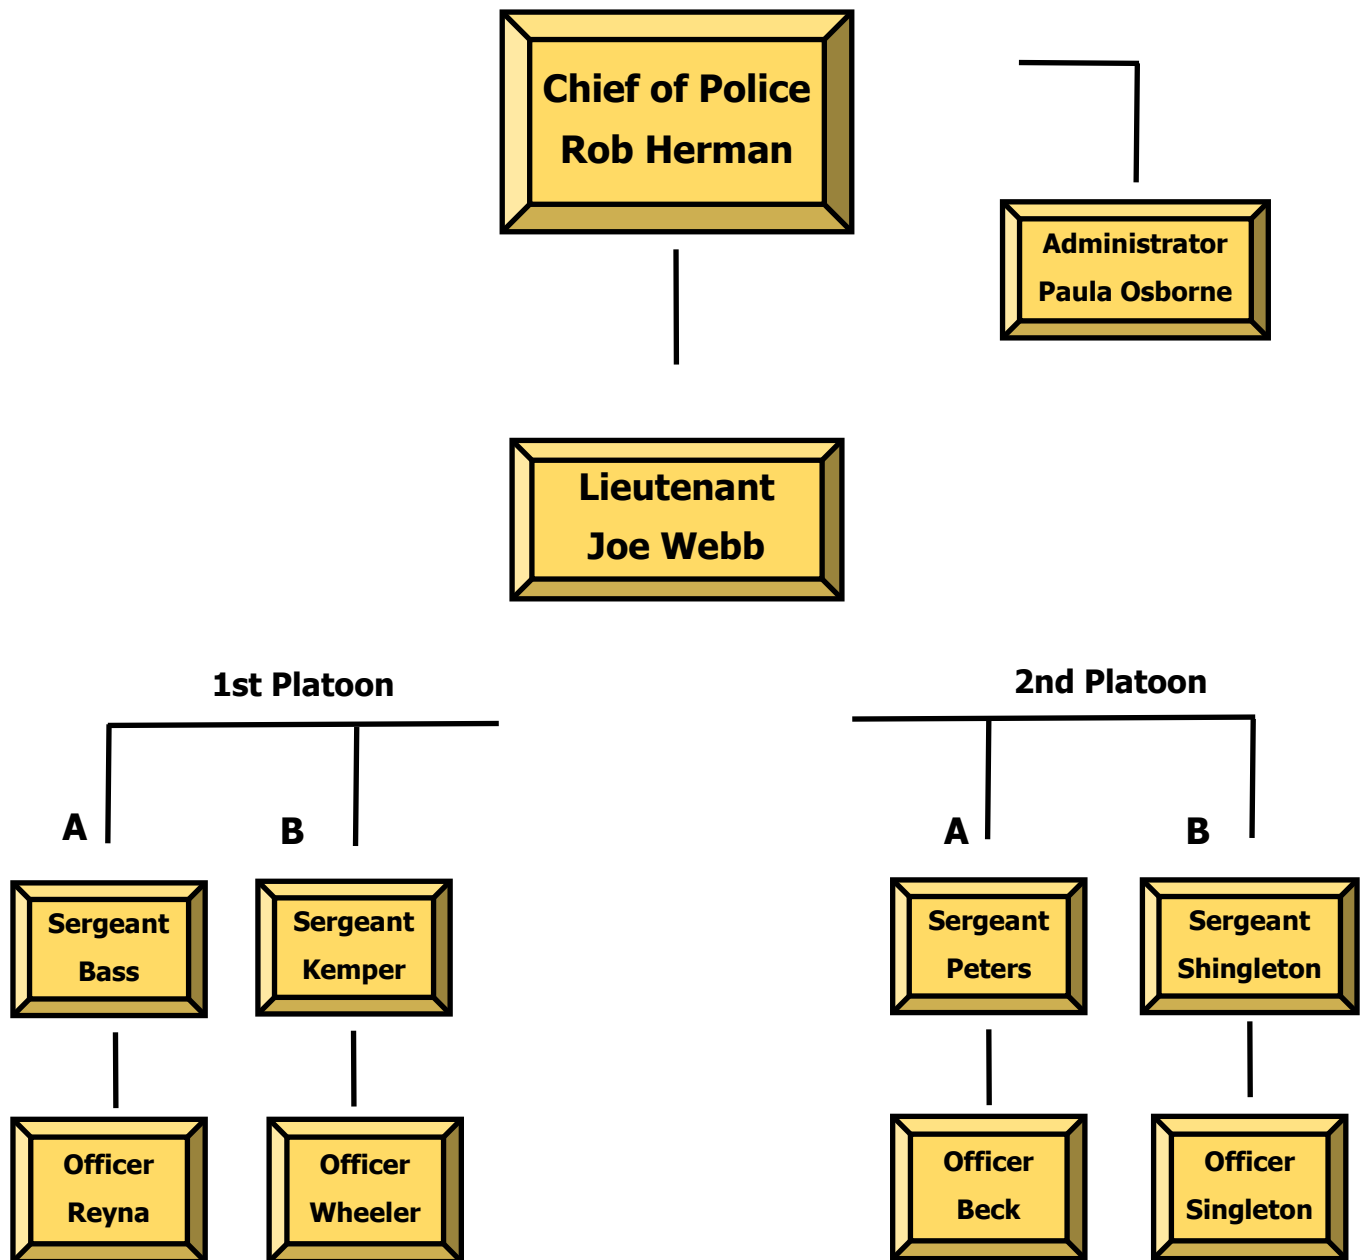 Chief of Police
Rob Herman
Administrator
Paula Osborne
Lieutenant
Joe Webb
1st Platoon
2nd Platoon
A
B
A
B
Sergeant
Bass
Sergeant
Kemper
Sergeant
Peters
Sergeant
Shingleton
Officer
Reyna
Officer
Wheeler
Officer
Beck
Officer
Singleton